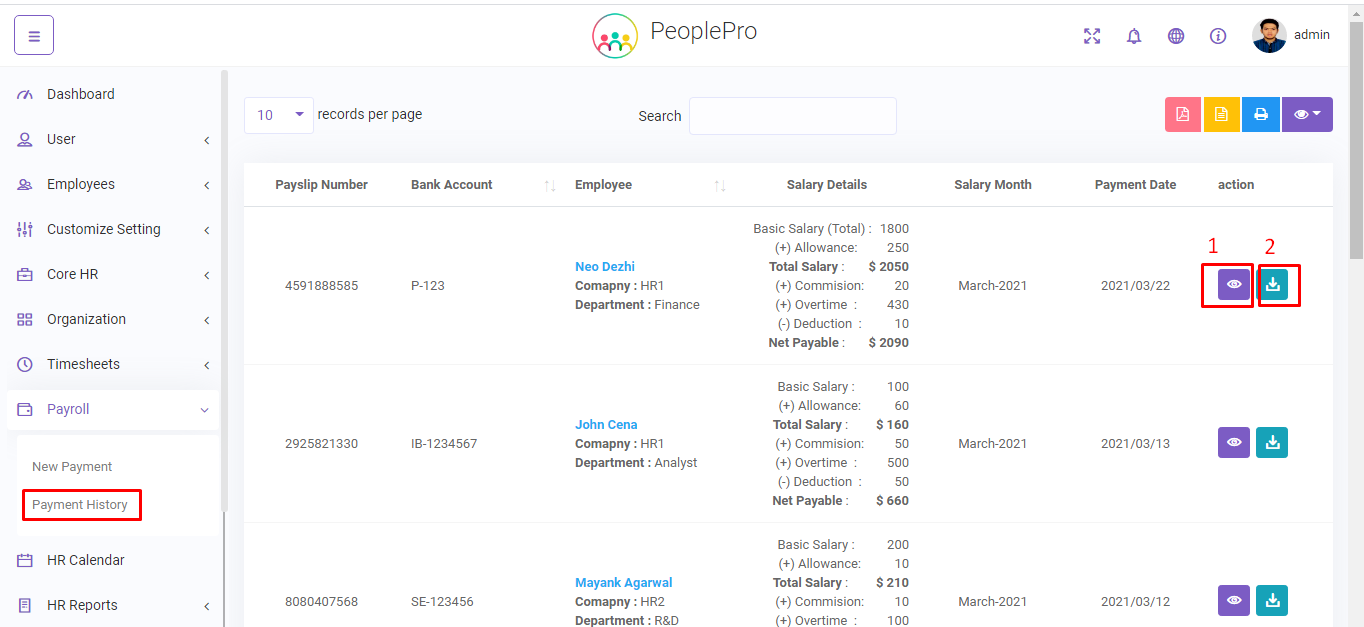 PeoplePro
admin
Dashboard
User
Employees
Customize Setting
Core HR
Organization
Timesheets
Payroll
New Payment
Payment History
HR Calendar
HR Reports
10 records per page
Search
Payslip Number Bank Account Employee Salary Details Salary Month Payment Date action
1 2
4591888585
P-123
Neo Dezhi
Comapny : HR1
Department : Finance
Basic Salary (Total) : 1800
(+) Allowance: 250
Total Salary : $ 2050
(+) Commision: 20
(+) Overtime : 430
(-) Deduction : 10
Net Payable : $ 2090
March-2021
2021/03/22
2925821330
IB-1234567
John Cena
Comapny : HR1
Department : Analyst
Basic Salary : 100
(+) Allowance: 60
Total Salary : $ 160
(+) Commision: 50
(+) Overtime : 500
(-) Deduction : 50
Net Payable : $ 660
March-2021
2021/03/13
8080407568
SE-123456
Mayank Agarwal
Comapny : HR2
Department : R&D
Basic Salary : 200
(+) Allowance: 10
Total Salary : $ 210
(+) Commision: 10
(+) Overtime : 100
March-2021
2021/03/12